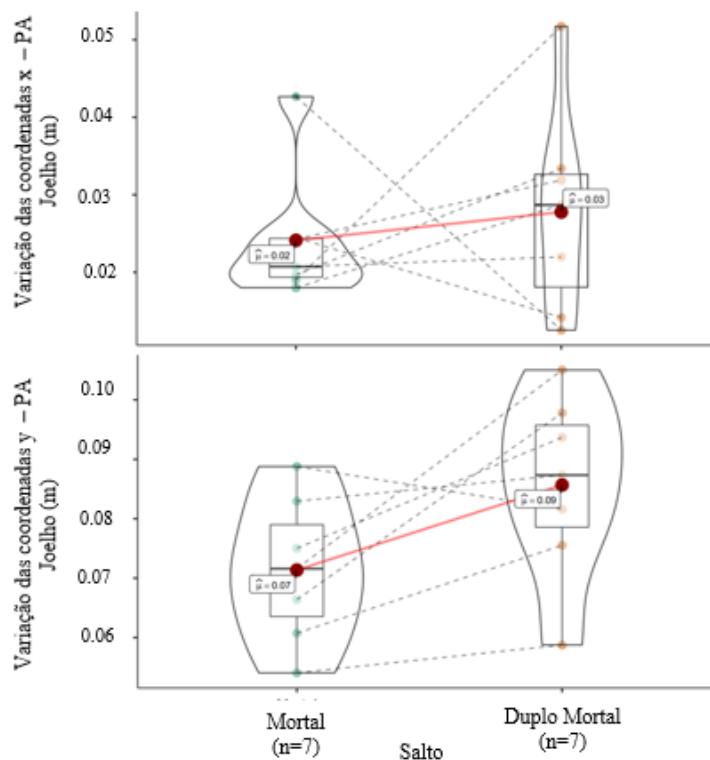 Variação das coordenadas x – PA
Joelho (m)
0.05
0.04
0.03
0.02
μ̂ = 0.02
μ̂ = 0.03
Variação das coordenadas y – PA
Joelho (m)
0.10
0.09
0.08
0.07
0.06
μ̂ = 0.07
μ̂ = 0.09
Mortal
(n=7)
Duplo Mortal
(n=7)
Salto